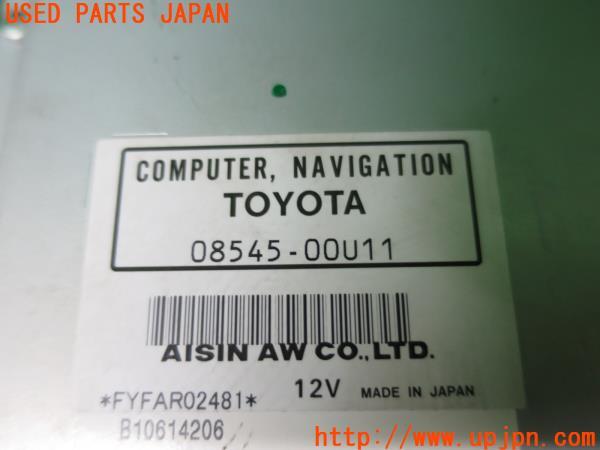 USED PARTS JAPAN
COMPUTER, NAVIGATION
TOYOTA
08545-00U11
AISIN AW CO.,LTD.
*FYFAR02481* 12V MADE IN JAPAN
B10614206
http://www.upjpn.com